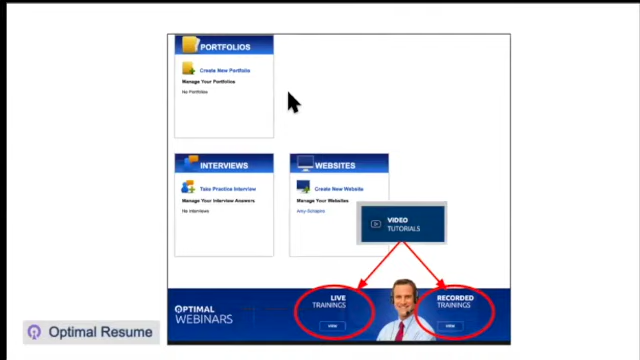 PORTFOLIOS
Create New Portfolio
Manage Your Portfolios
No Portfolios
INTERVIEWS
Take Practice Interview
Manage Your Interview Answers
No Interviews
WEBSITES
Create New Website
Manage Your Websites
VIDEO
TUTORIALS
OPTIMAL
WEBINARS
LIVE
TRAININGS
VIEW
RECORDED
TRAININGS
VIEW
Optimal Resume